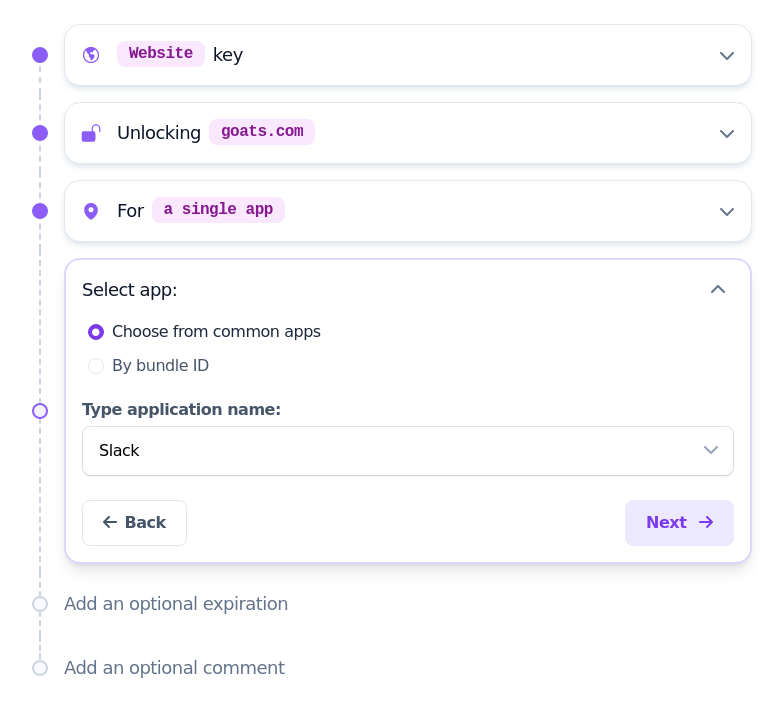 Website key
Unlocking goats.com
For a single app
Select app:
Choose from common apps
By bundle ID
Type application name:
Slack
← Back
Next →
Add an optional expiration
Add an optional comment